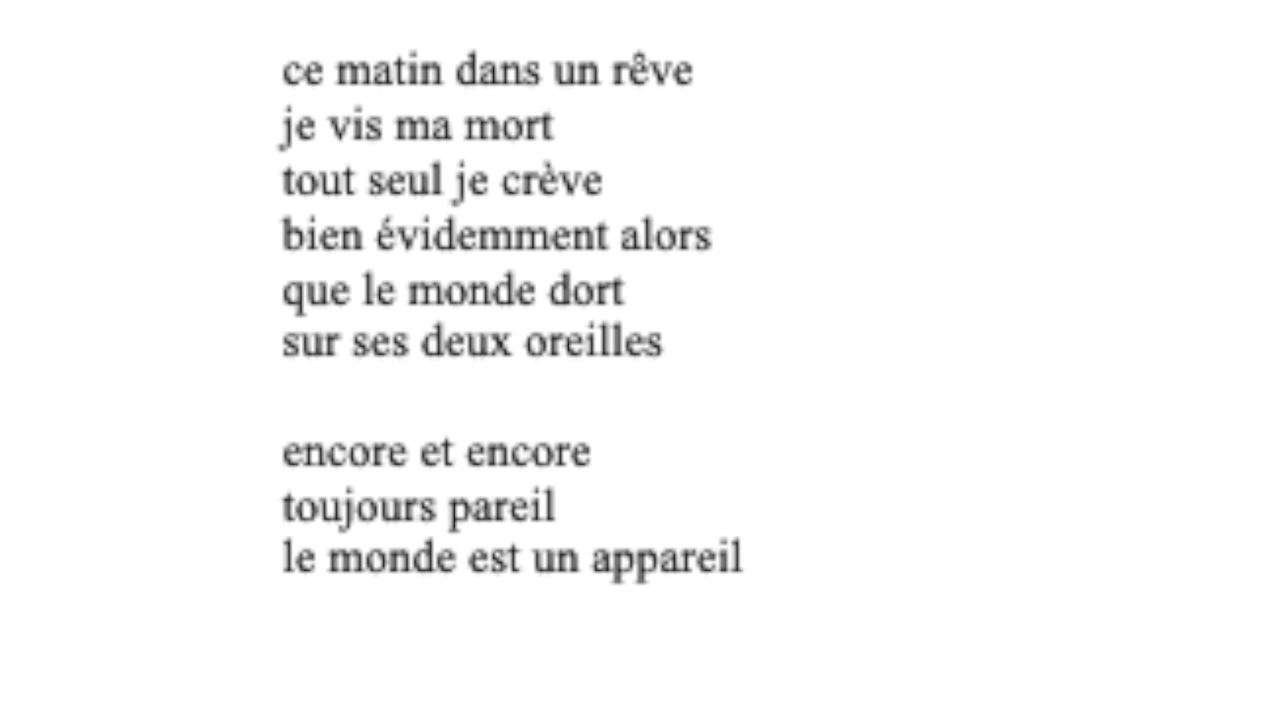 ce matin dans un rêve
je vis ma mort
tout seul je crève
bien évidemment alors
que le monde dort
sur ses deux oreilles
encore et encore
toujours pareil
le monde est un appareil